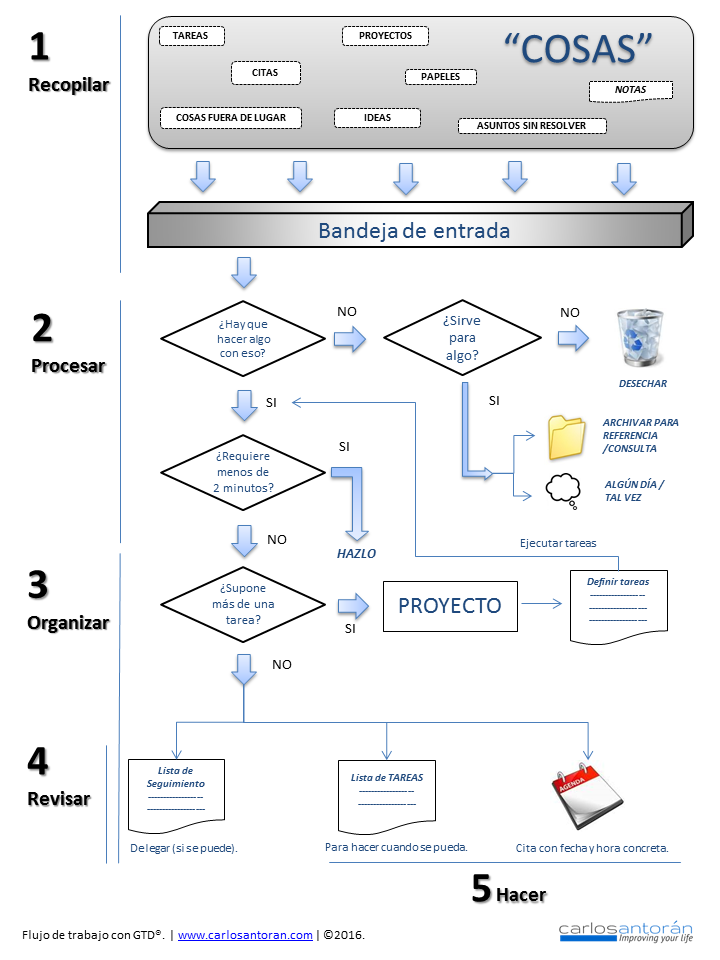 1
Recopilar
TAREAS
PROYECTOS
“COSAS”
CITAS
PAPELES
NOTAS
COSAS FUERA DE LUGAR
IDEAS
ASUNTOS SIN RESOLVER
Bandeja de entrada
2
Procesar
¿Hay que
hacer algo
con eso?
NO
¿Sirve
para
algo?
NO
DESECHAR
SI
SI
ARCHIVAR PARA
REFERENCIA
/CONSULTA
ALGÚN DÍA /
TAL VEZ
¿Requiere
menos de
2 minutos?
SI
HAZLO
NO
Ejecutar tareas
3
Organizar
¿Supone
más de una
tarea?
SI
PROYECTO
Definir tareas
NO
4
Revisar
Lista de
Seguimiento
Delegar (si se puede).
Lista de TAREAS
Para hacer cuando se pueda.
AGENDA
Cita con fecha y hora concreta.
5 Hacer
Flujo de trabajo con GTD®. | www.carlosantoran.com | ©2016.
carlosantorán
Improving your life